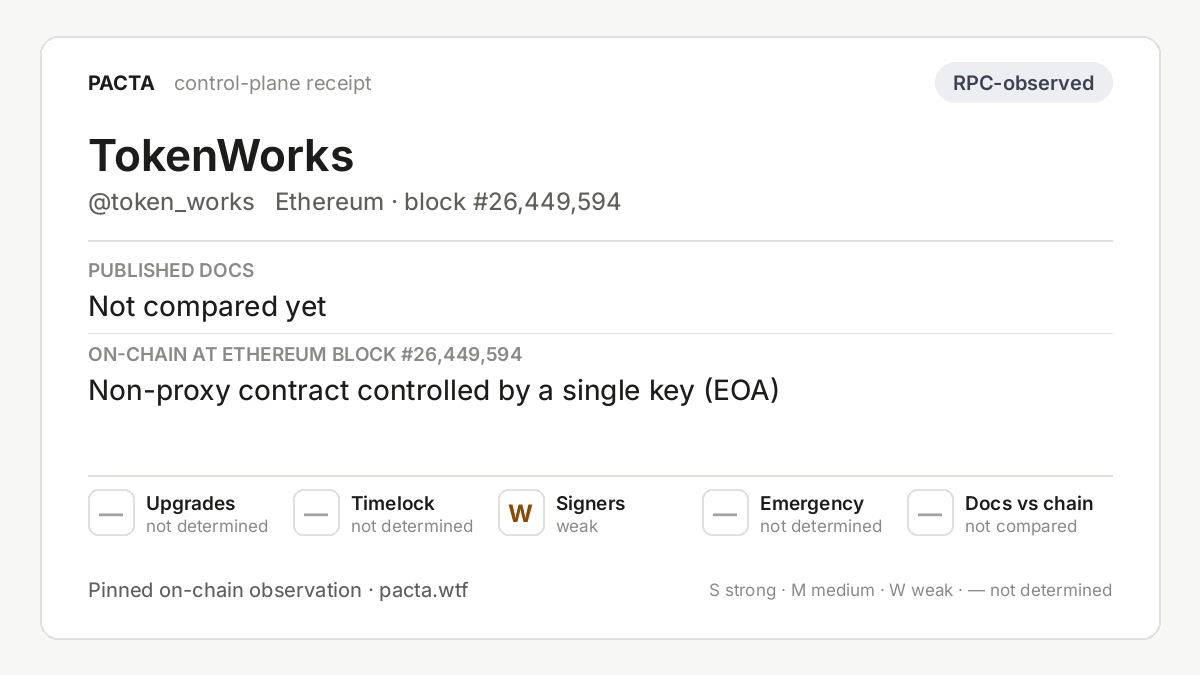 PACTA control-plane receipt RPC-observed
TokenWorks
@token_works Ethereum · block #26,449,594
PUBLISHED DOCS
Not compared yet
ON-CHAIN AT ETHEREUM BLOCK #26,449,594
Non-proxy contract controlled by a single key (EOA)
— Upgrades — Timelock W Signers — Emergency — Docs vs chain
not determined not determined weak not determined not compared
Pinned on-chain observation · pacta.wtf S strong · M medium · W weak · — not determined